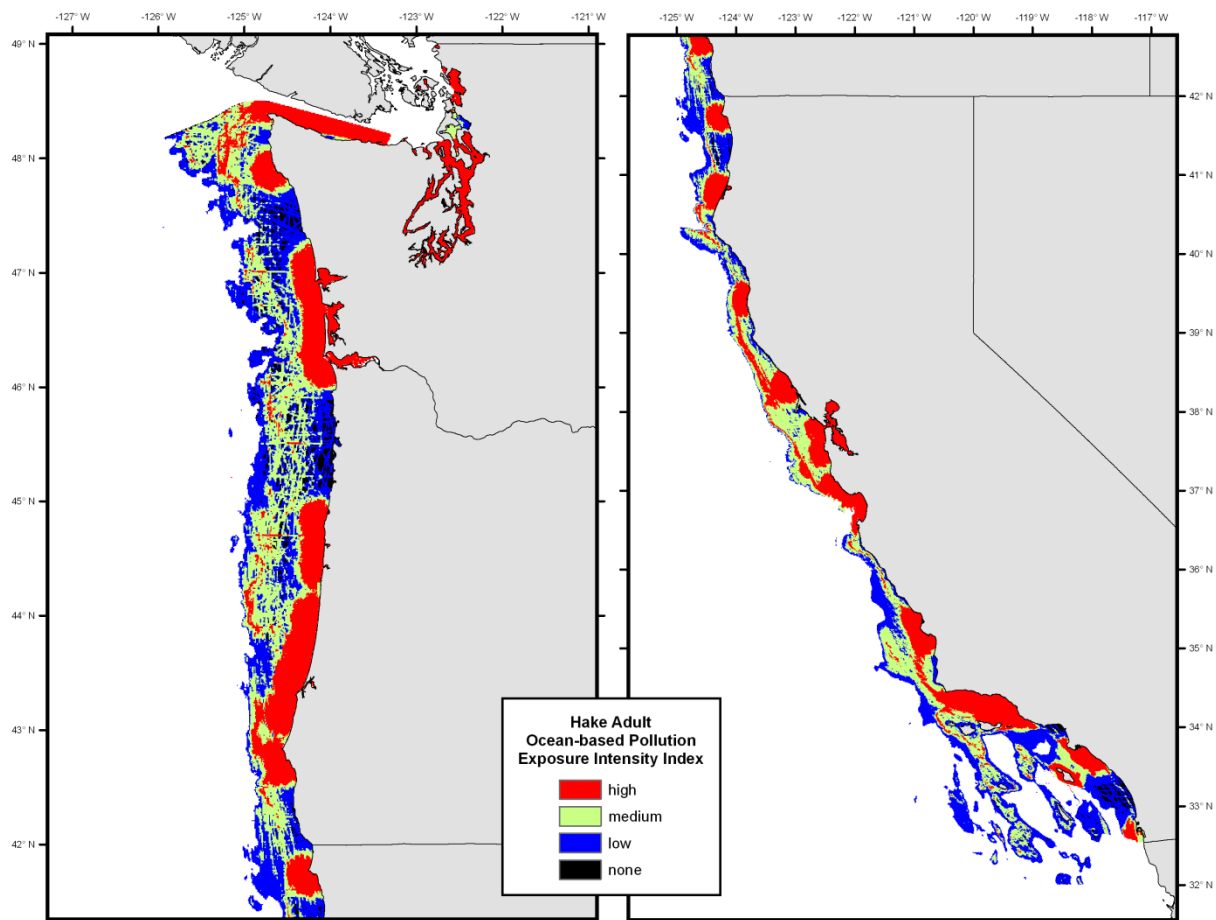 -127° W -126° W -125° W -124° W -123° W -122° W -121° W
49° N
48° N
47° N
46° N
45° N
44° N
43° N
42° N
-125° W -124° W -123° W -122° W -121° W -120° W -119° W -118° W -117° W
42° N
41° N
40° N
39° N
38° N
37° N
36° N
35° N
34° N
33° N
32° N
Hake Adult
Ocean-based Pollution
Exposure Intensity Index
high
medium
low
none